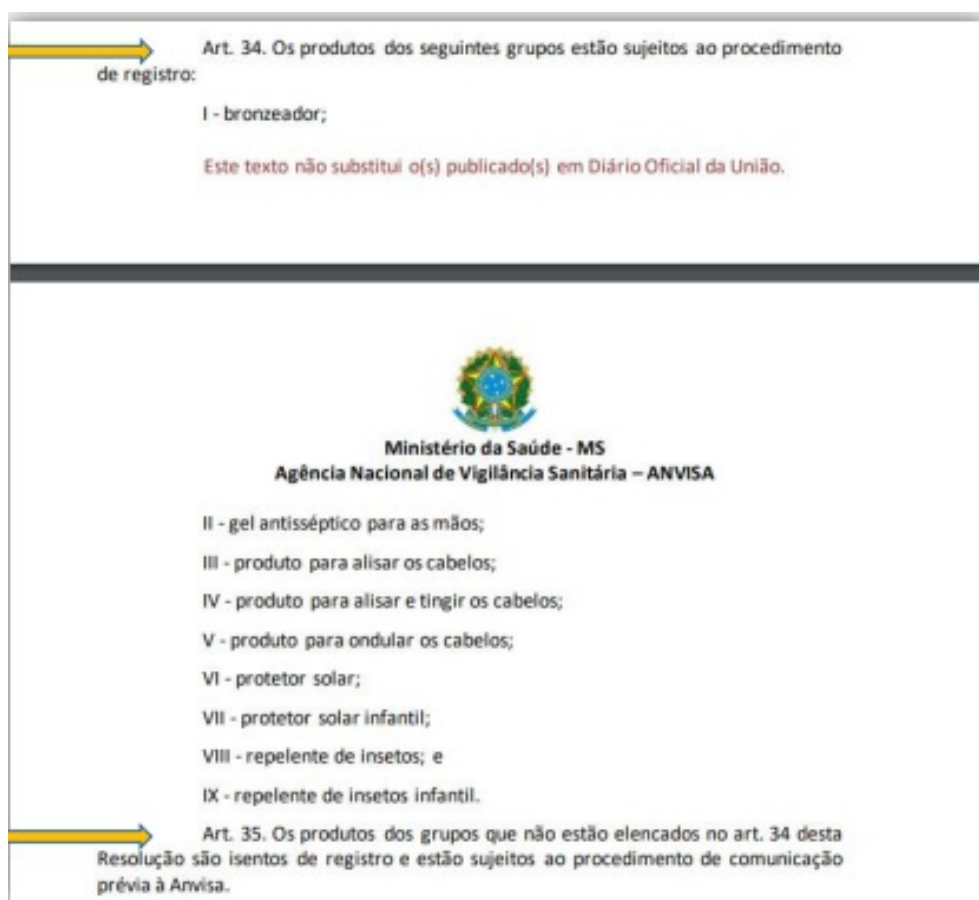 Art. 34. Os produtos dos seguintes grupos estão sujeitos ao procedimento
de registro:
I - bronzeador;
Este texto não substitui o(s) publicado(s) em Diário Oficial da União.
Ministério da Saúde - MS
Agência Nacional de Vigilância Sanitária – ANVISA
II - gel antisséptico para as mãos;
III - produto para alisar os cabelos;
IV - produto para alisar e tingir os cabelos;
V - produto para ondular os cabelos;
VI - protetor solar;
VII - protetor solar infantil;
VIII - repelente de insetos; e
IX - repelente de insetos infantil.
Art. 35. Os produtos dos grupos que não estão elencados no art. 34 desta
Resolução são isentos de registro e estão sujeitos ao procedimento de comunicação
prévia à Anvisa.